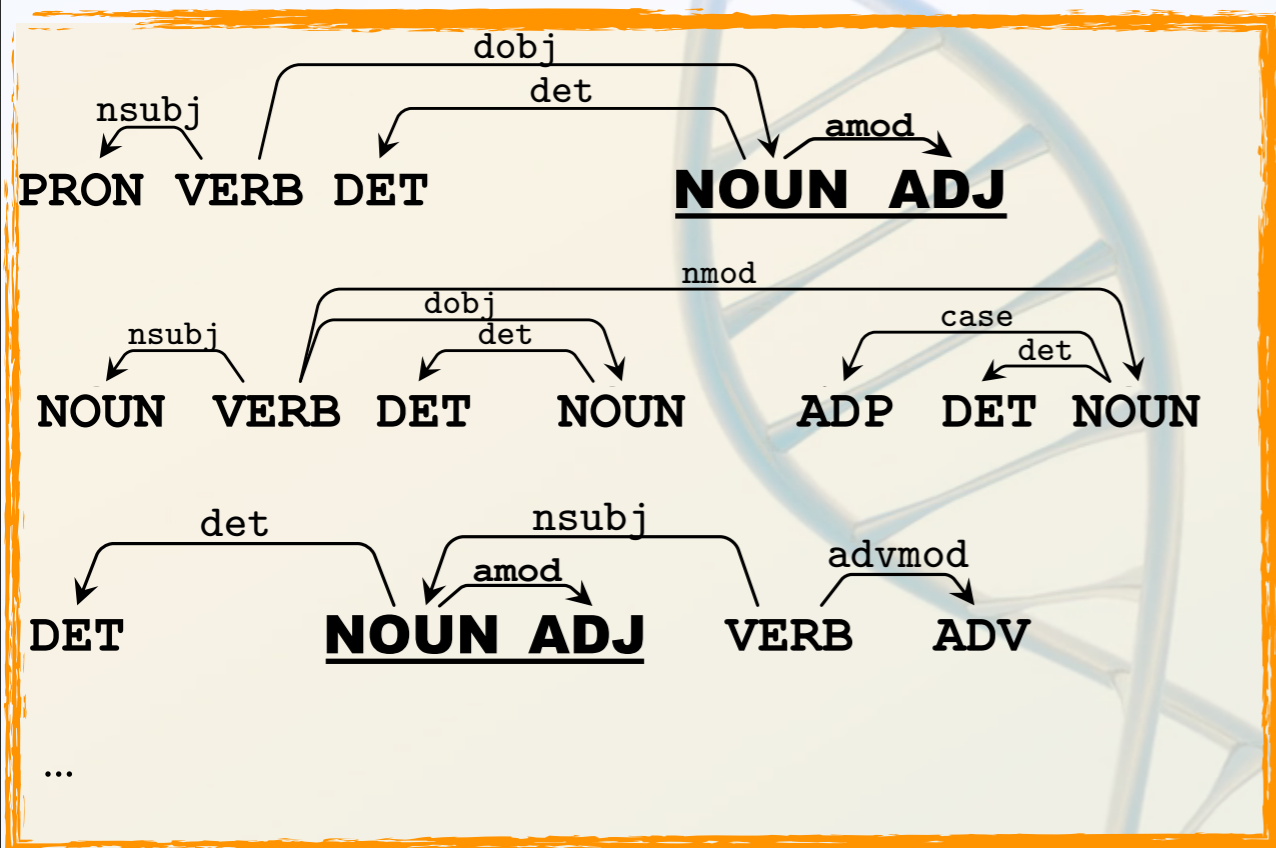 dobj
det
nsubj
amod
PRON VERB DET NOUN ADJ
nmod
dobj
nsubj det case
det
NOUN VERB DET NOUN ADP DET NOUN
det nsubj
amod advmod
DET NOUN ADJ VERB ADV
...